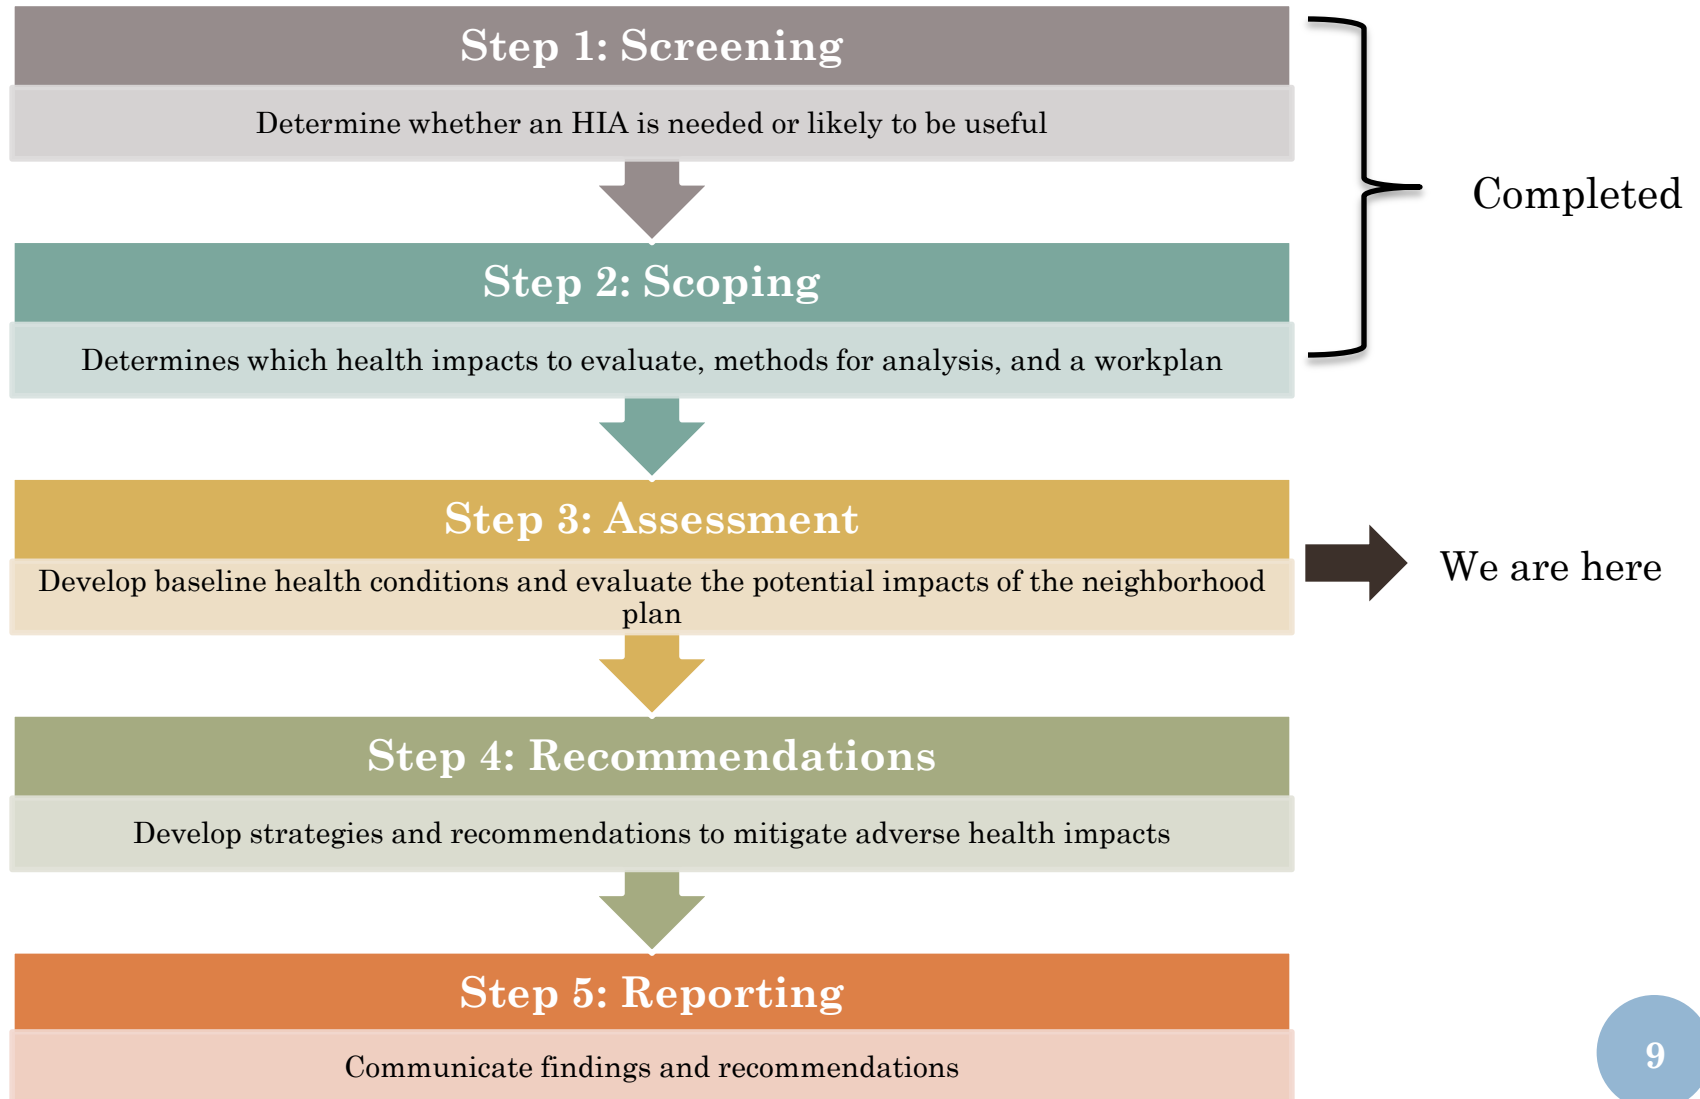 Step 1: Screening
Determine whether an HIA is needed or likely to be useful
Completed
Step 2: Scoping
Determines which health impacts to evaluate, methods for analysis, and a workplan
Step 3: Assessment
Develop baseline health conditions and evaluate the potential impacts of the neighborhood
plan
We are here
Step 4: Recommendations
Develop strategies and recommendations to mitigate adverse health impacts
Step 5: Reporting
Communicate findings and recommendations
9